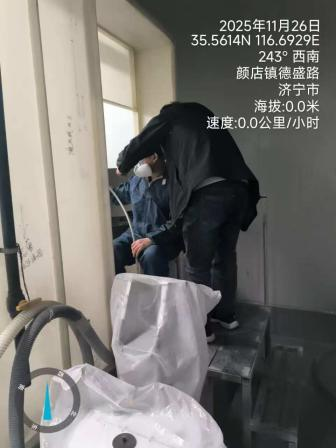 2025年11月26日
35.5614N 116.6929E
243° 西南
颜店镇德盛路
济宁市
海拔:0.0米
速度:0.0公里/小时